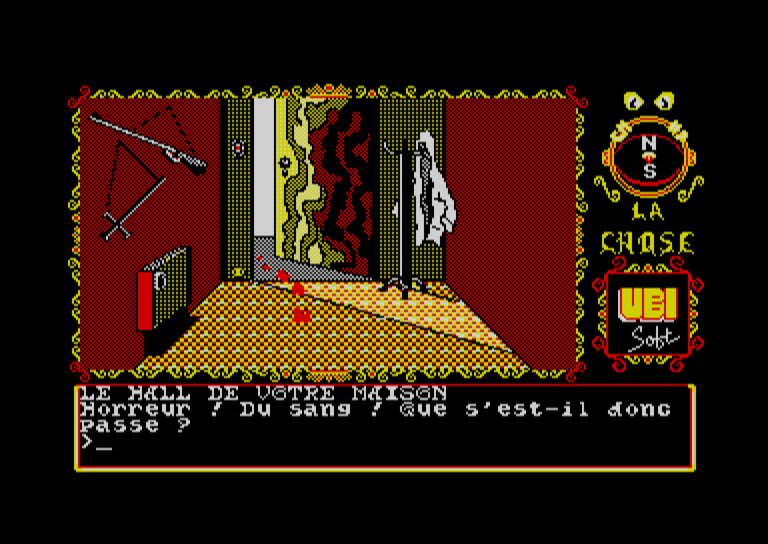 N
S
LA
CHOSE
UBI
Soft
LE HALL DE VOTRE MAISON
Horreur ! Du sang ! Que s'est-il donc
passe ?
>_